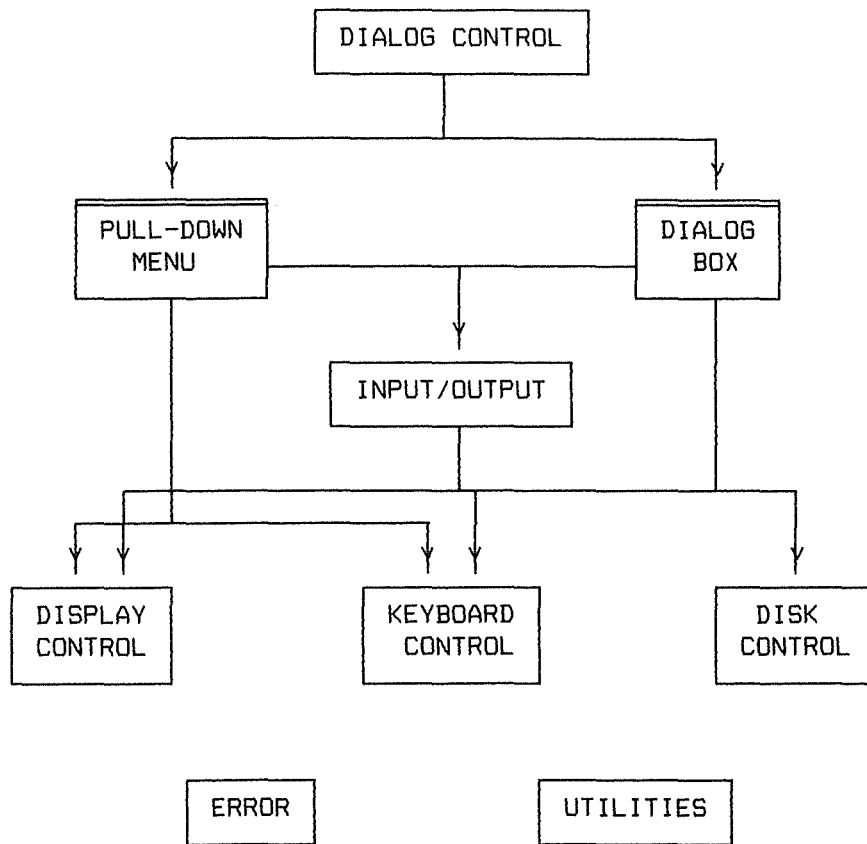 DIALOG CONTROL
PULL-DOWN
MENU
DIALOG
BOX
INPUT/OUTPUT
DISPLAY
CONTROL
KEYBOARD
CONTROL
DISK
CONTROL
ERROR
UTILITIES